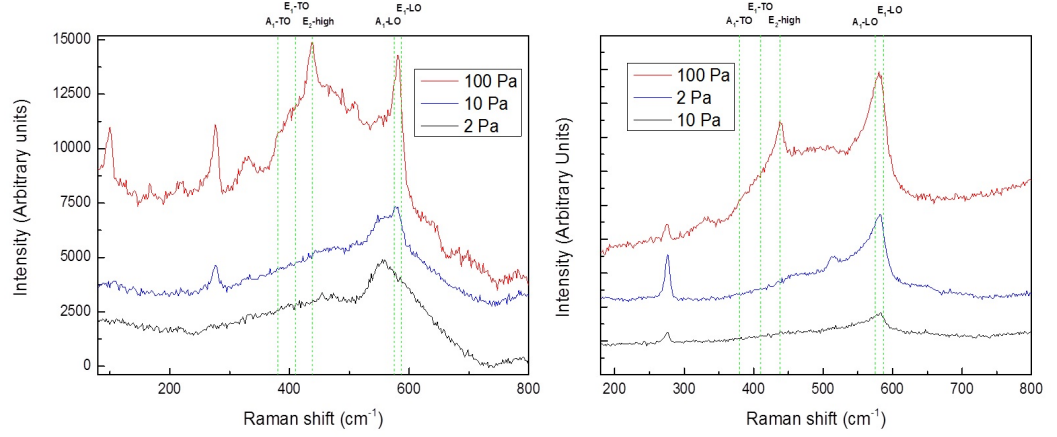 E₁-TO E₁-LO
A₁-TO E₂-high A₁-LO
15000
12500
10000
7500
5000
2500
0
Intensity (Arbitrary units)
100 Pa
10 Pa
2 Pa
200 400 600 800
Raman shift (cm⁻¹)
E₁-TO E₁-LO
A₁-TO E₂-high A₁-LO
Intensity (Arbitrary Units)
100 Pa
2 Pa
10 Pa
200 300 400 500 600 700 800
Raman shift (cm⁻¹)